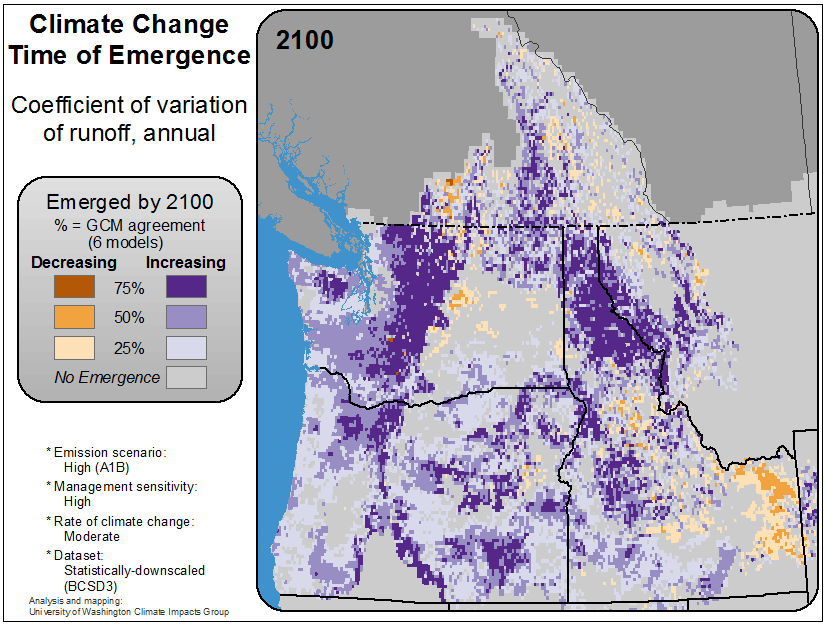 Climate Change
Time of Emergence
Coefficient of variation
of runoff, annual
2100
Emerged by 2100
% = GCM agreement
(6 models)
Decreasing Increasing
75%
50%
25%
No Emergence
* Emission scenario:
High (A1B)
* Management sensitivity:
High
* Rate of climate change:
Moderate
* Dataset:
Statistically-downscaled
(BCSD3)
Analysis and mapping:
University of Washington Climate Impacts Group